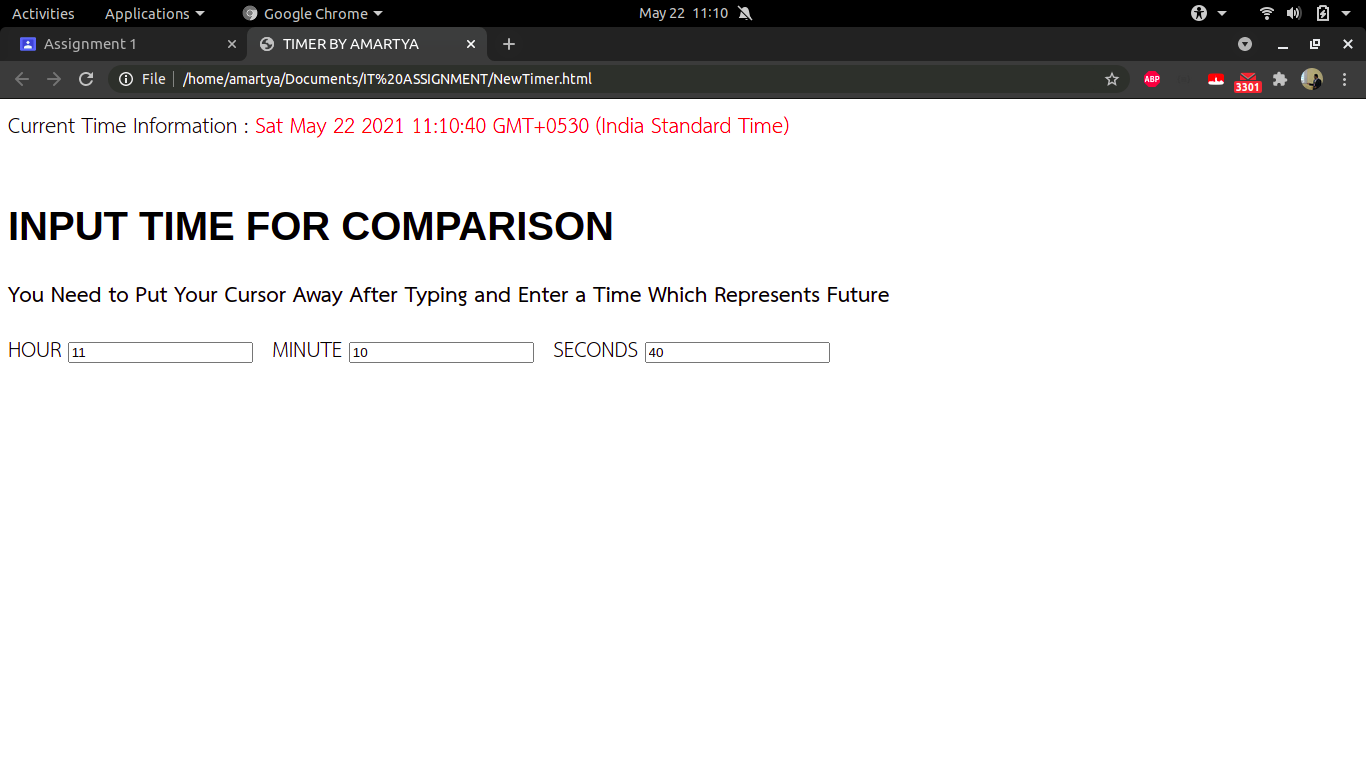 Activities Applications Google Chrome May 22 11:10
Assignment 1 TIMER BY AMARTYA
File /home/amartya/Documents/IT%20ASSIGNMENT/NewTimer.html ABP 3301
Current Time Information : Sat May 22 2021 11:10:40 GMT+0530 (India Standard Time)
INPUT TIME FOR COMPARISON
You Need to Put Your Cursor Away After Typing and Enter a Time Which Represents Future
HOUR 11 MINUTE 10 SECONDS 40